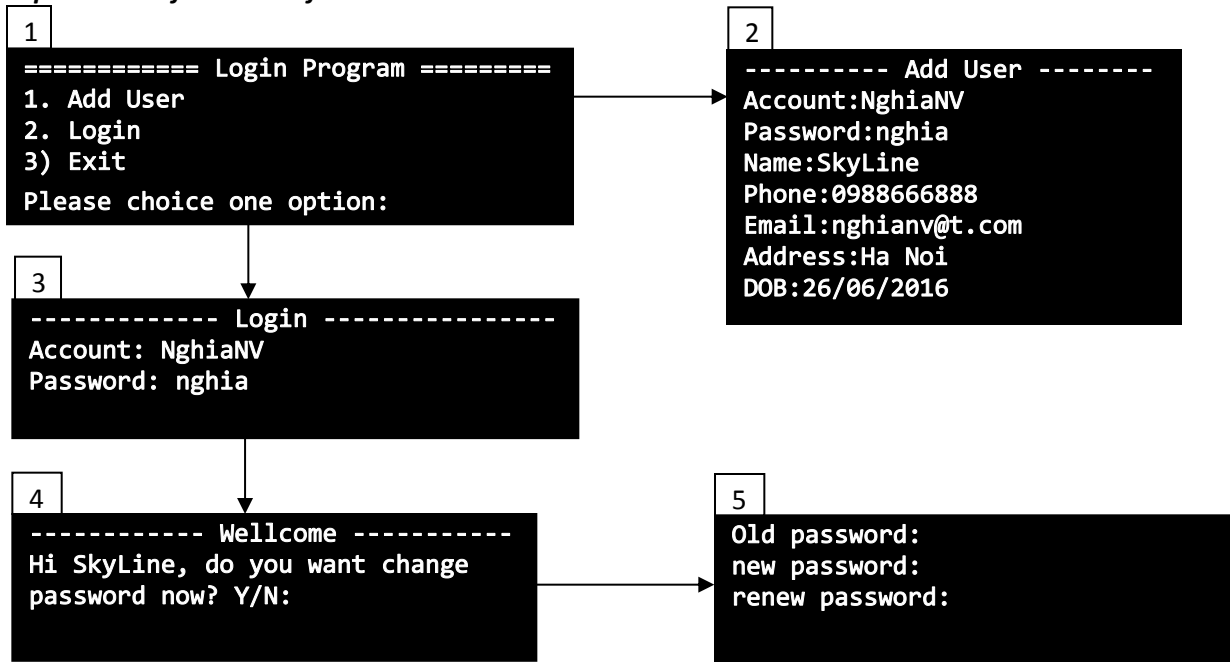 1
============ Login Program =========
1. Add User
2. Login
3) Exit
Please choice one option:
2
---------- Add User --------
Account:NghiaNV
Password:nghia
Name:SkyLine
Phone:0988666888
Email:nghianv@t.com
Address:Ha Noi
DOB:26/06/2016
3
------------- Login ----------------
Account: NghiaNV
Password: nghia
4
------------ Wellcome -----------
Hi SkyLine, do you want change
password now? Y/N:
5
Old password:
new password:
renew password: